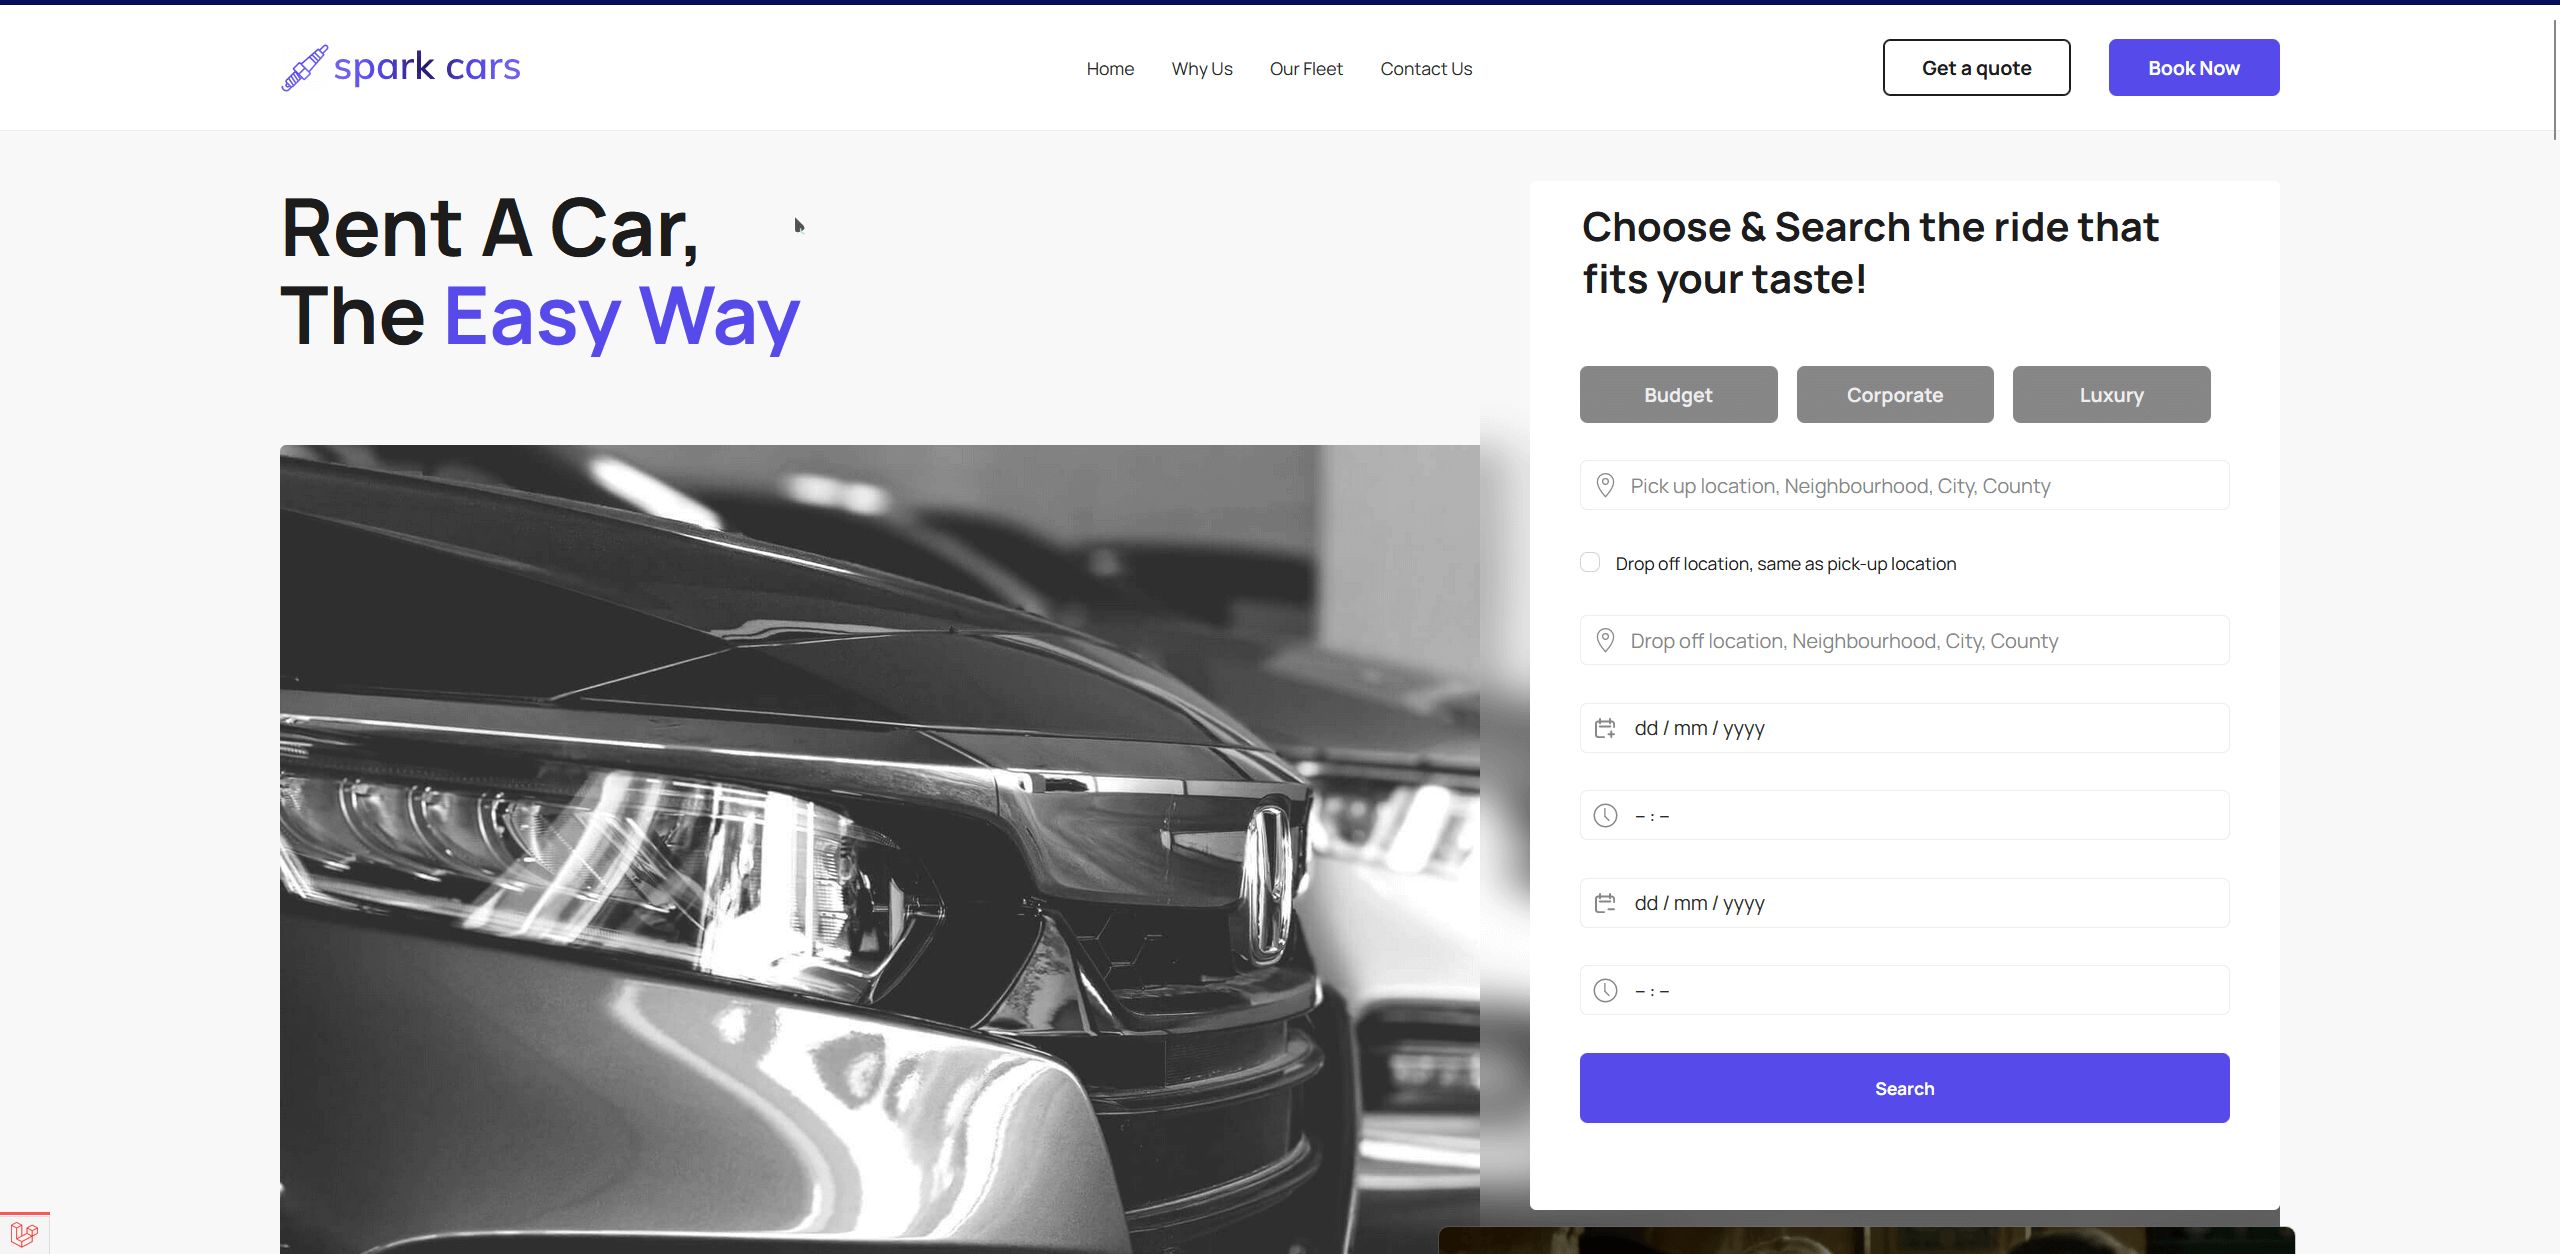 spark cars
Home Why Us Our Fleet Contact Us
Get a quote
Book Now
Rent A Car,
The Easy Way
Choose & Search the ride that
fits your taste!
Budget
Corporate
Luxury
Pick up location, Neighbourhood, City, County
Drop off location, same as pick-up location
Drop off location, Neighbourhood, City, County
dd / mm / yyyy
– : –
dd / mm / yyyy
– : –
Search